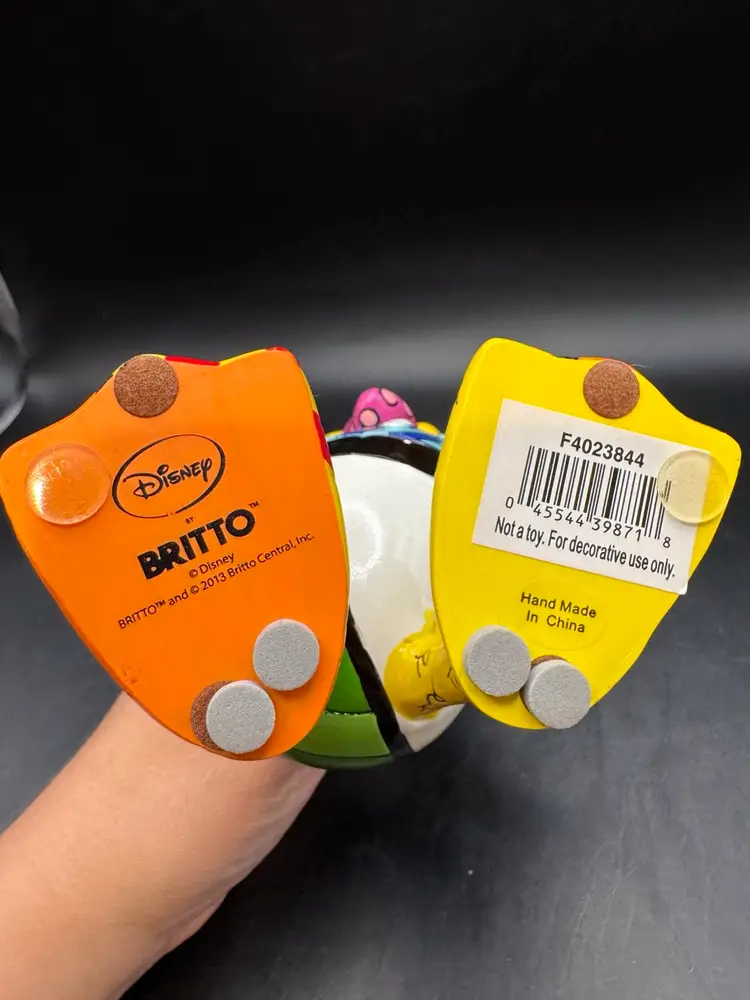 Disney
BY
BRITTO™
© Disney
BRITTO™ and © 2013 Britto Central, Inc.
F4023844
0 45544 39871 8
Not a toy. For decorative use only.
Hand Made
In China